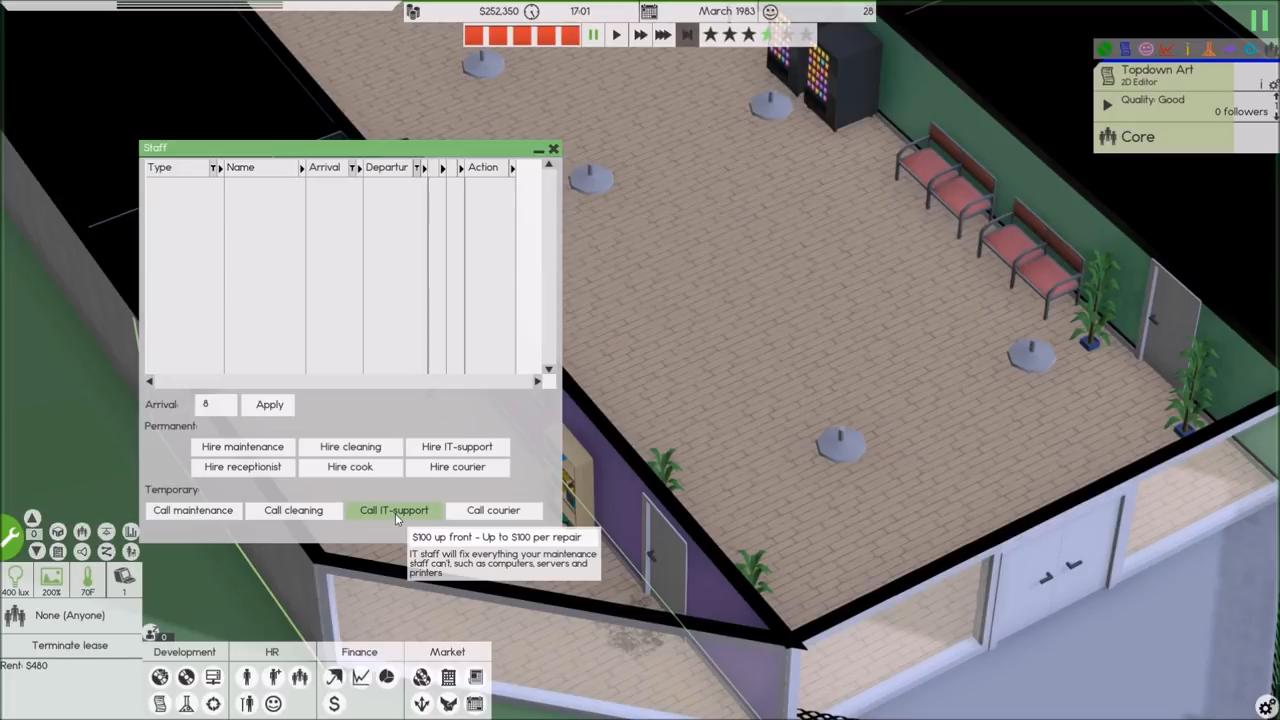 $252,350
17:01
March 1983
28
Topdown Art
2D Editor
i
Quality: Good
0 followers
Core
Staff
Type
Name
Arrival
Departur
Action
Arrival:
8
Apply
Permanent:
Hire maintenance
Hire cleaning
Hire IT-support
Hire receptionist
Hire cook
Hire courier
Temporary:
Call maintenance
Call cleaning
Call IT-support
Call courier
$100 up front - Up to $100 per repair
IT staff will fix everything your maintenance
staff can't, such as computers, servers and
printers
0
400 lux
200%
70F
1
None (Anyone)
Terminate lease
Rent: $480
0
Development
HR
Finance
Market